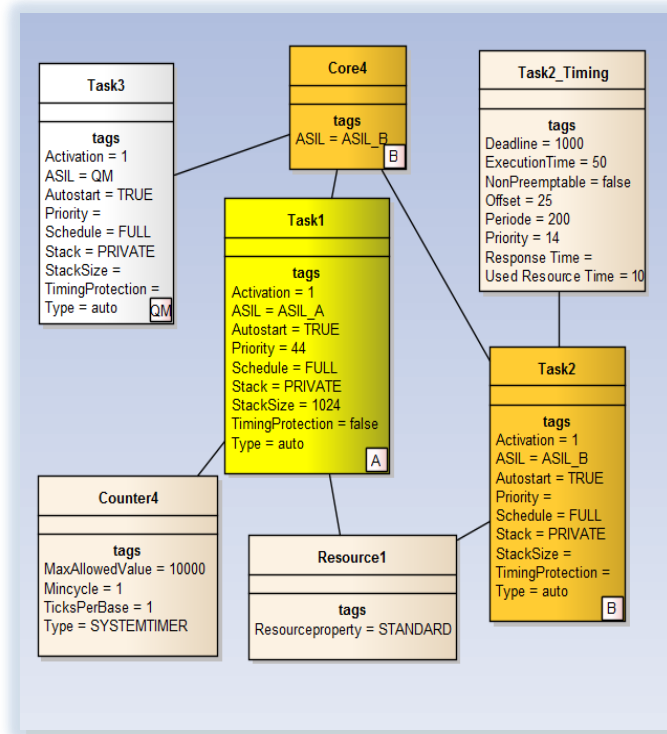 Task3
tags
Activation = 1
ASIL = QM
Autostart = TRUE
Priority =
Schedule = FULL
Stack = PRIVATE
StackSize =
TimingProtection =
Type = auto
QM
Core4
tags
ASIL = ASIL_B
B
Task2_Timing
tags
Deadline = 1000
ExecutionTime = 50
NonPreemptable = false
Offset = 25
Periode = 200
Priority = 14
Response Time =
Used Resource Time = 10
Task1
tags
Activation = 1
ASIL = ASIL_A
Autostart = TRUE
Priority = 44
Schedule = FULL
Stack = PRIVATE
StackSize = 1024
TimingProtection = false
Type = auto
A
Task2
tags
Activation = 1
ASIL = ASIL_B
Autostart = TRUE
Priority =
Schedule = FULL
Stack = PRIVATE
StackSize =
TimingProtection =
Type = auto
B
Counter4
tags
MaxAllowedValue = 10000
Mincycle = 1
TicksPerBase = 1
Type = SYSTEMTIMER
Resource1
tags
Resourceproperty = STANDARD